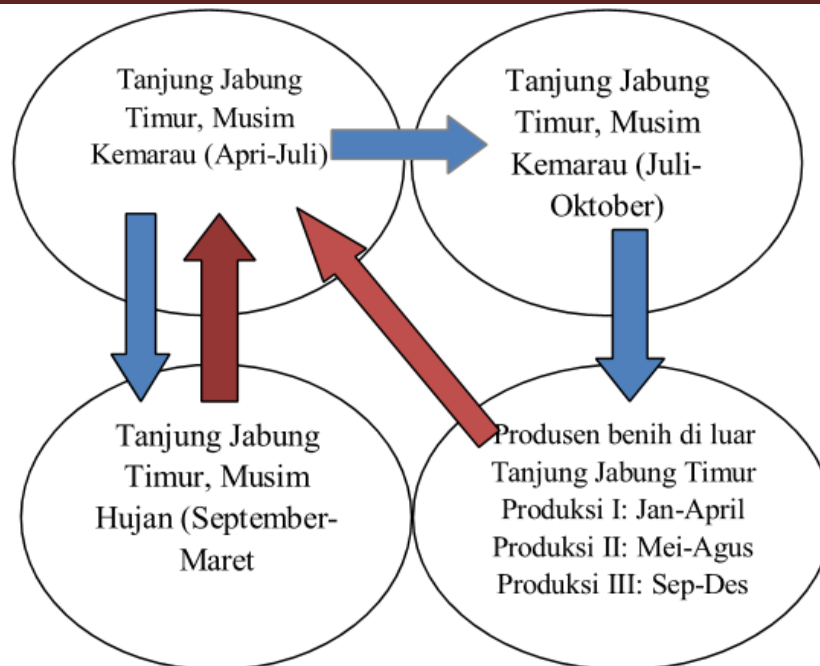 Tanjung Jabung
Timur, Musim
Kemarau (Apri-Juli)
Tanjung Jabung
Timur, Musim
Kemarau (Juli-
Oktober)
Tanjung Jabung
Timur, Musim
Hujan (September-
Maret
Produsen benih di luar
Tanjung Jabung Timur
Produksi I: Jan-April
Produksi II: Mei-Agus
Produksi III: Sep-Des